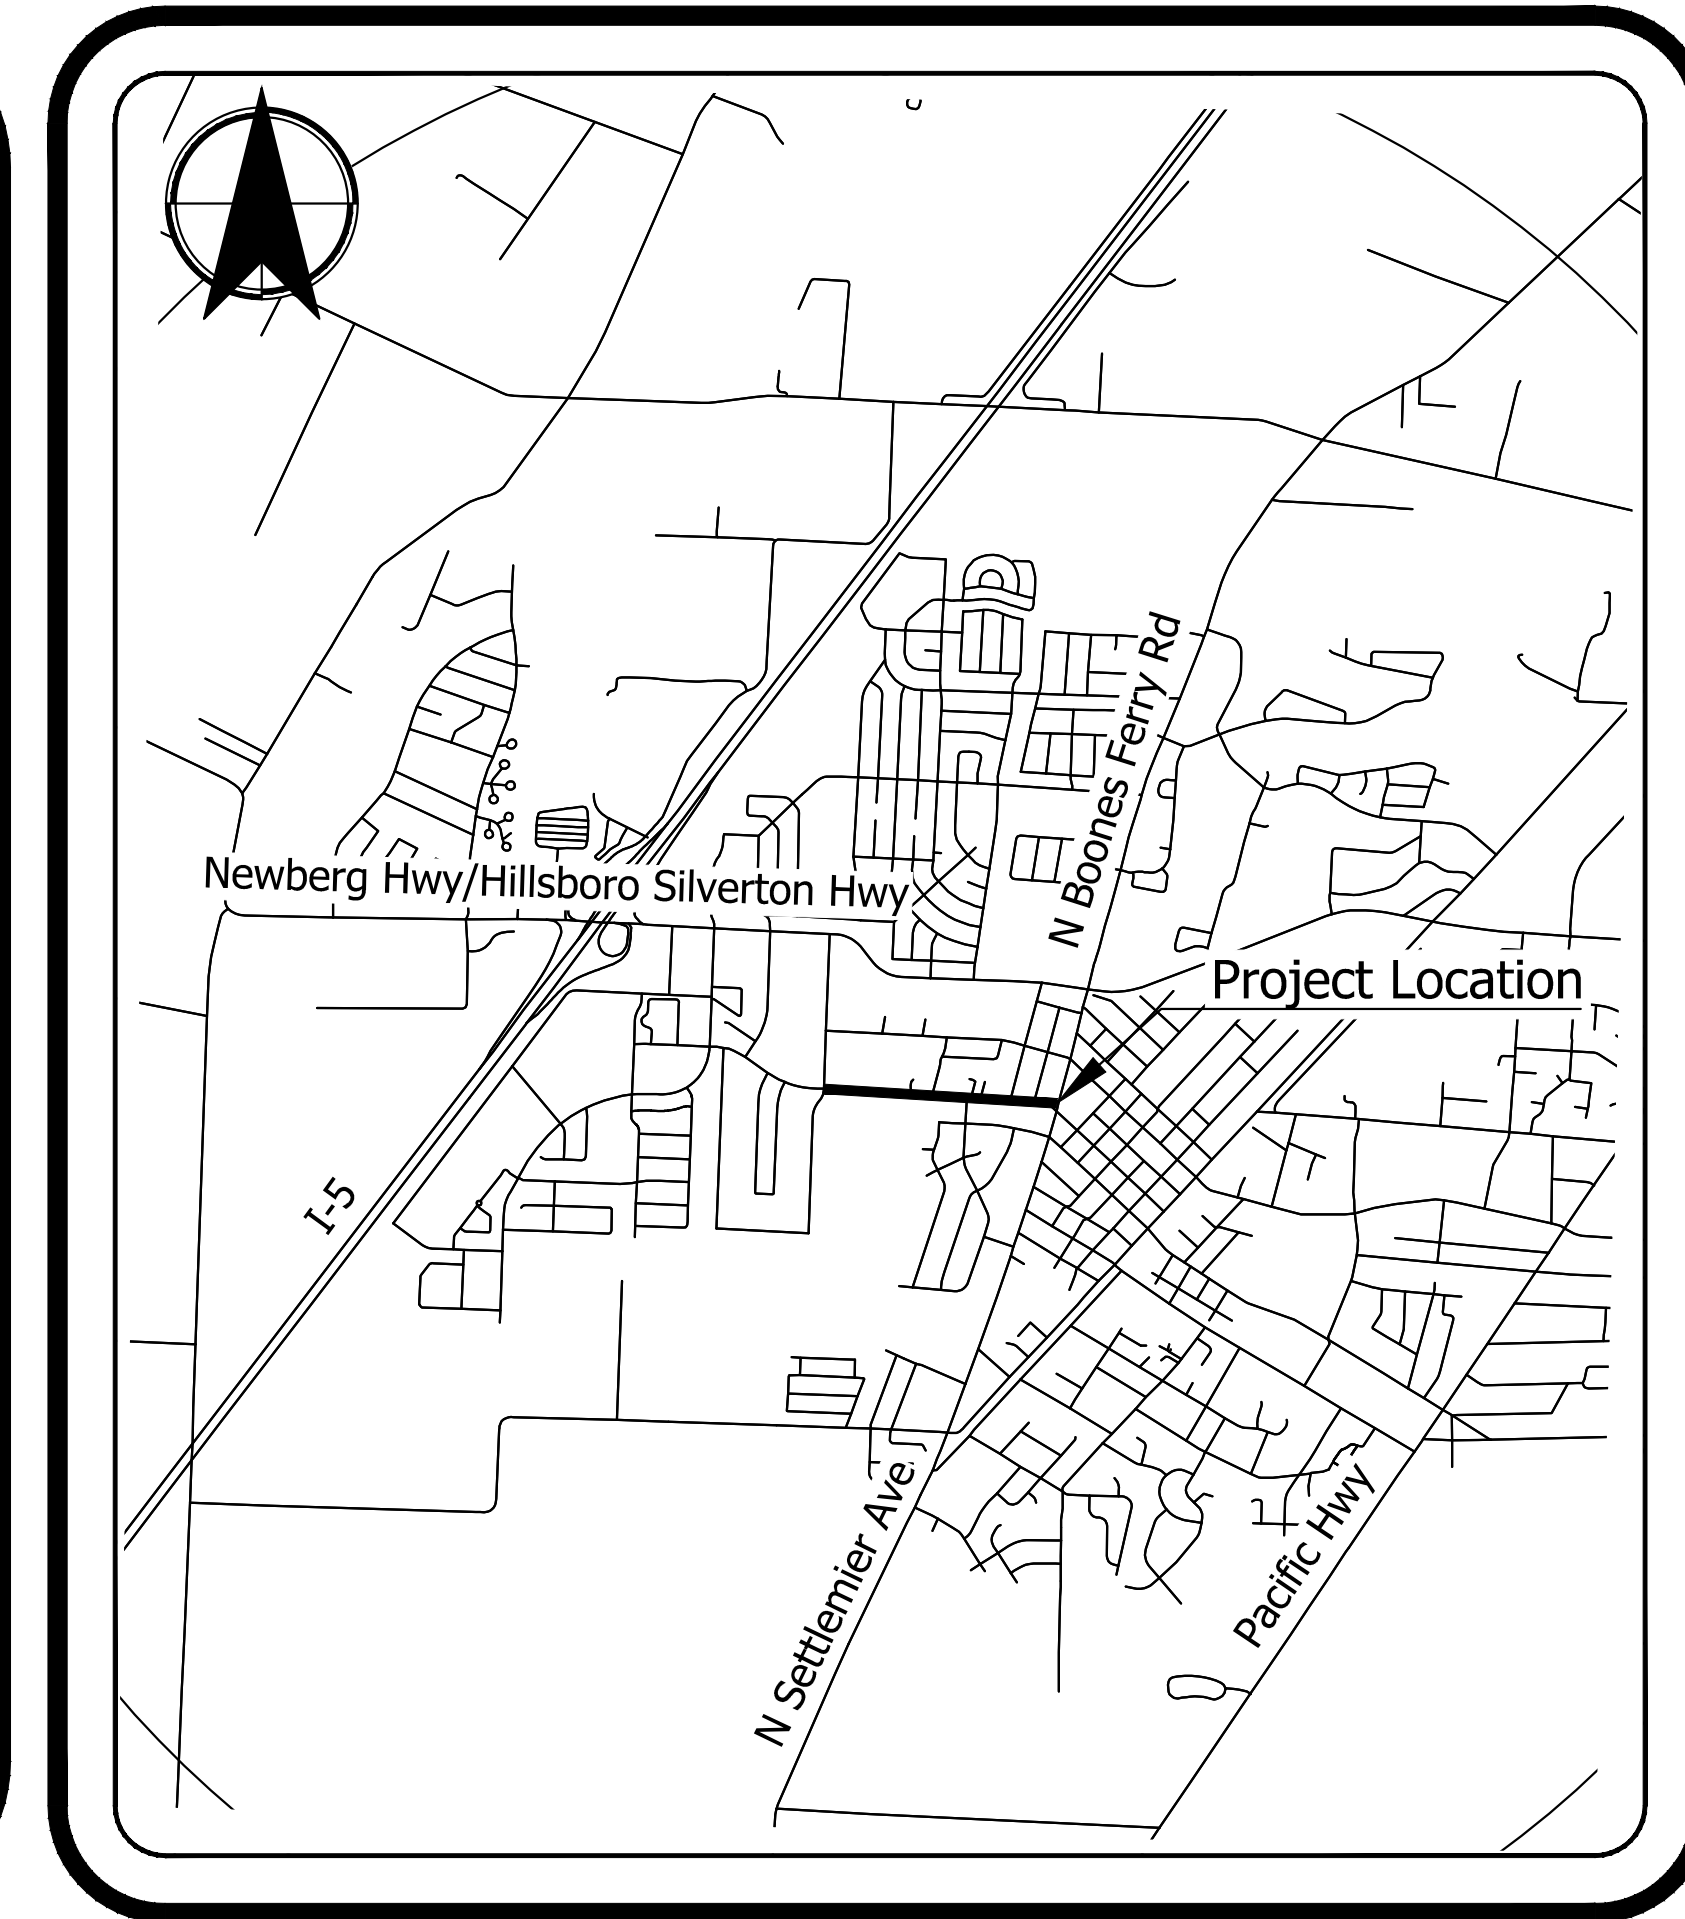 N Boones Ferry Rd
Newberg Hwy/Hillsboro Silverton Hwy
Project Location
I-5
N Settlemier Ave
Pacific Hwy